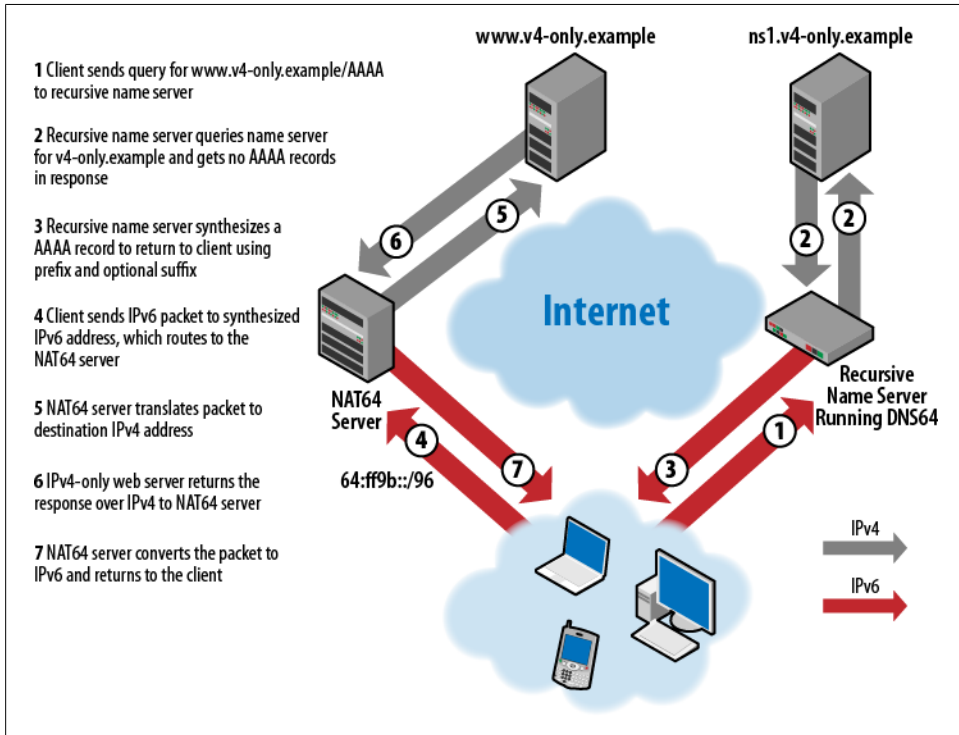 www.v4-only.example
ns1.v4-only.example
1 Client sends query for www.v4-only.example/AAAA
to recursive name server
2 Recursive name server queries name server
for v4-only.example and gets no AAAA records
in response
3 Recursive name server synthesizes a
AAAA record to return to client using
prefix and optional suffix
4 Client sends IPv6 packet to synthesized
IPv6 address, which routes to the
NAT64 server
5 NAT64 server translates packet to
destination IPv4 address
6 IPv4-only web server returns the
response over IPv4 to NAT64 server
7 NAT64 server converts the packet to
IPv6 and returns to the client
6
5
2
2
Internet
NAT64
Server
Recursive
Name Server
Running DNS64
4
7
3
1
64:ff9b::/96
IPv4
IPv6